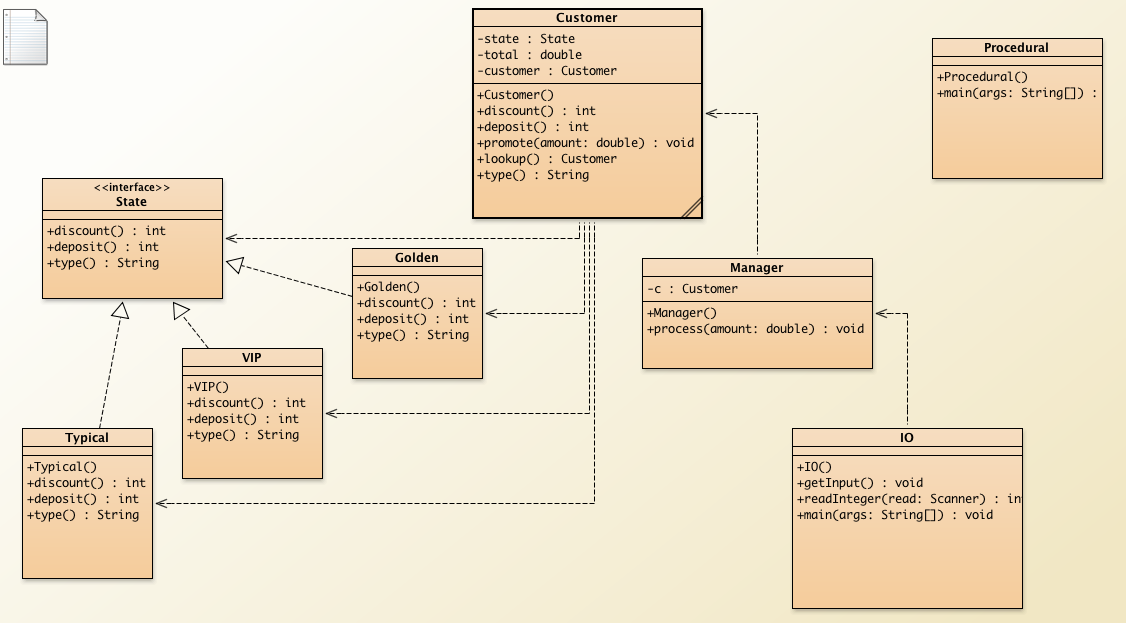 Customer
-state : State
-total : double
-customer : Customer
+Customer()
+discount() : int
+deposit() : int
+promote(amount: double) : void
+lookup() : Customer
+type() : String
Procedural
+Procedural()
+main(args: String[]) :
<<interface>>
State
+discount() : int
+deposit() : int
+type() : String
Golden
+Golden()
+discount() : int
+deposit() : int
+type() : String
Manager
-c : Customer
+Manager()
+process(amount: double) : void
VIP
+VIP()
+discount() : int
+deposit() : int
+type() : String
Typical
+Typical()
+discount() : int
+deposit() : int
+type() : String
IO
+IO()
+getInput() : void
+readInteger(read: Scanner) : in
+main(args: String[]) : void